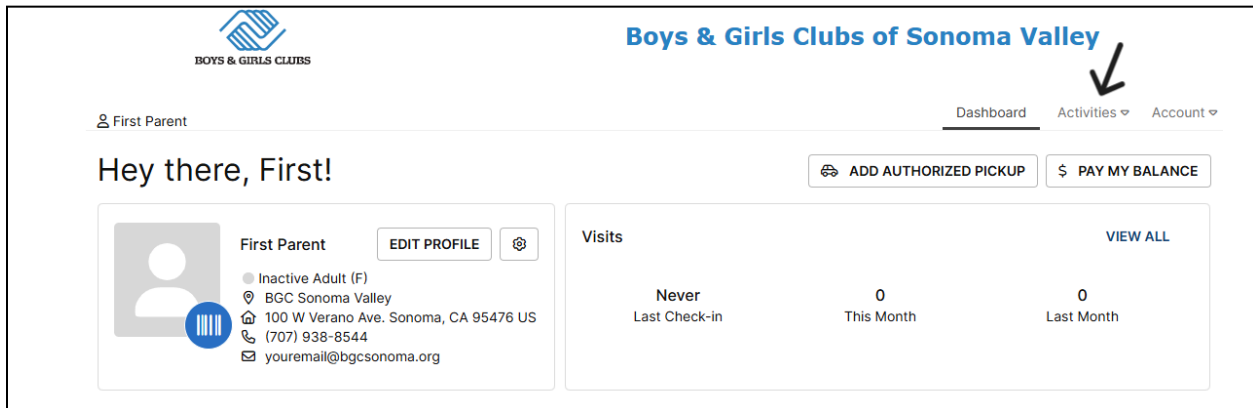 Boys & Girls Clubs of Sonoma Valley
BOYS & GIRLS CLUBS
First Parent
Dashboard Activities Account
Hey there, First!
ADD AUTHORIZED PICKUP
$ PAY MY BALANCE
First Parent
EDIT PROFILE
Inactive Adult (F)
BGC Sonoma Valley
100 W Verano Ave. Sonoma, CA 95476 US
(707) 938-8544
youremail@bgcsonoma.org
Visits
VIEW ALL
Never 0 0
Last Check-in This Month Last Month